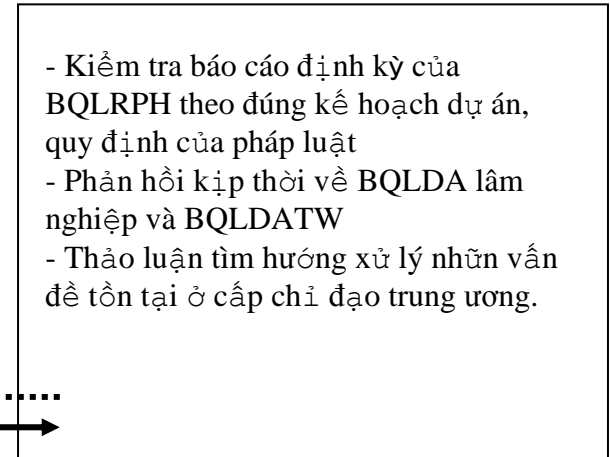 - Kiểm tra báo cáo định kỳ của
BQLRPH theo đúng kế hoạch dự án,
quy định của pháp luật
- Phản hồi kịp thời về BQLDA lâm
nghiệp và BQLDATW
- Thảo luận tìm hướng xử lý nhữn vấn
đề tồn tại ở cấp chỉ đạo trung ương.